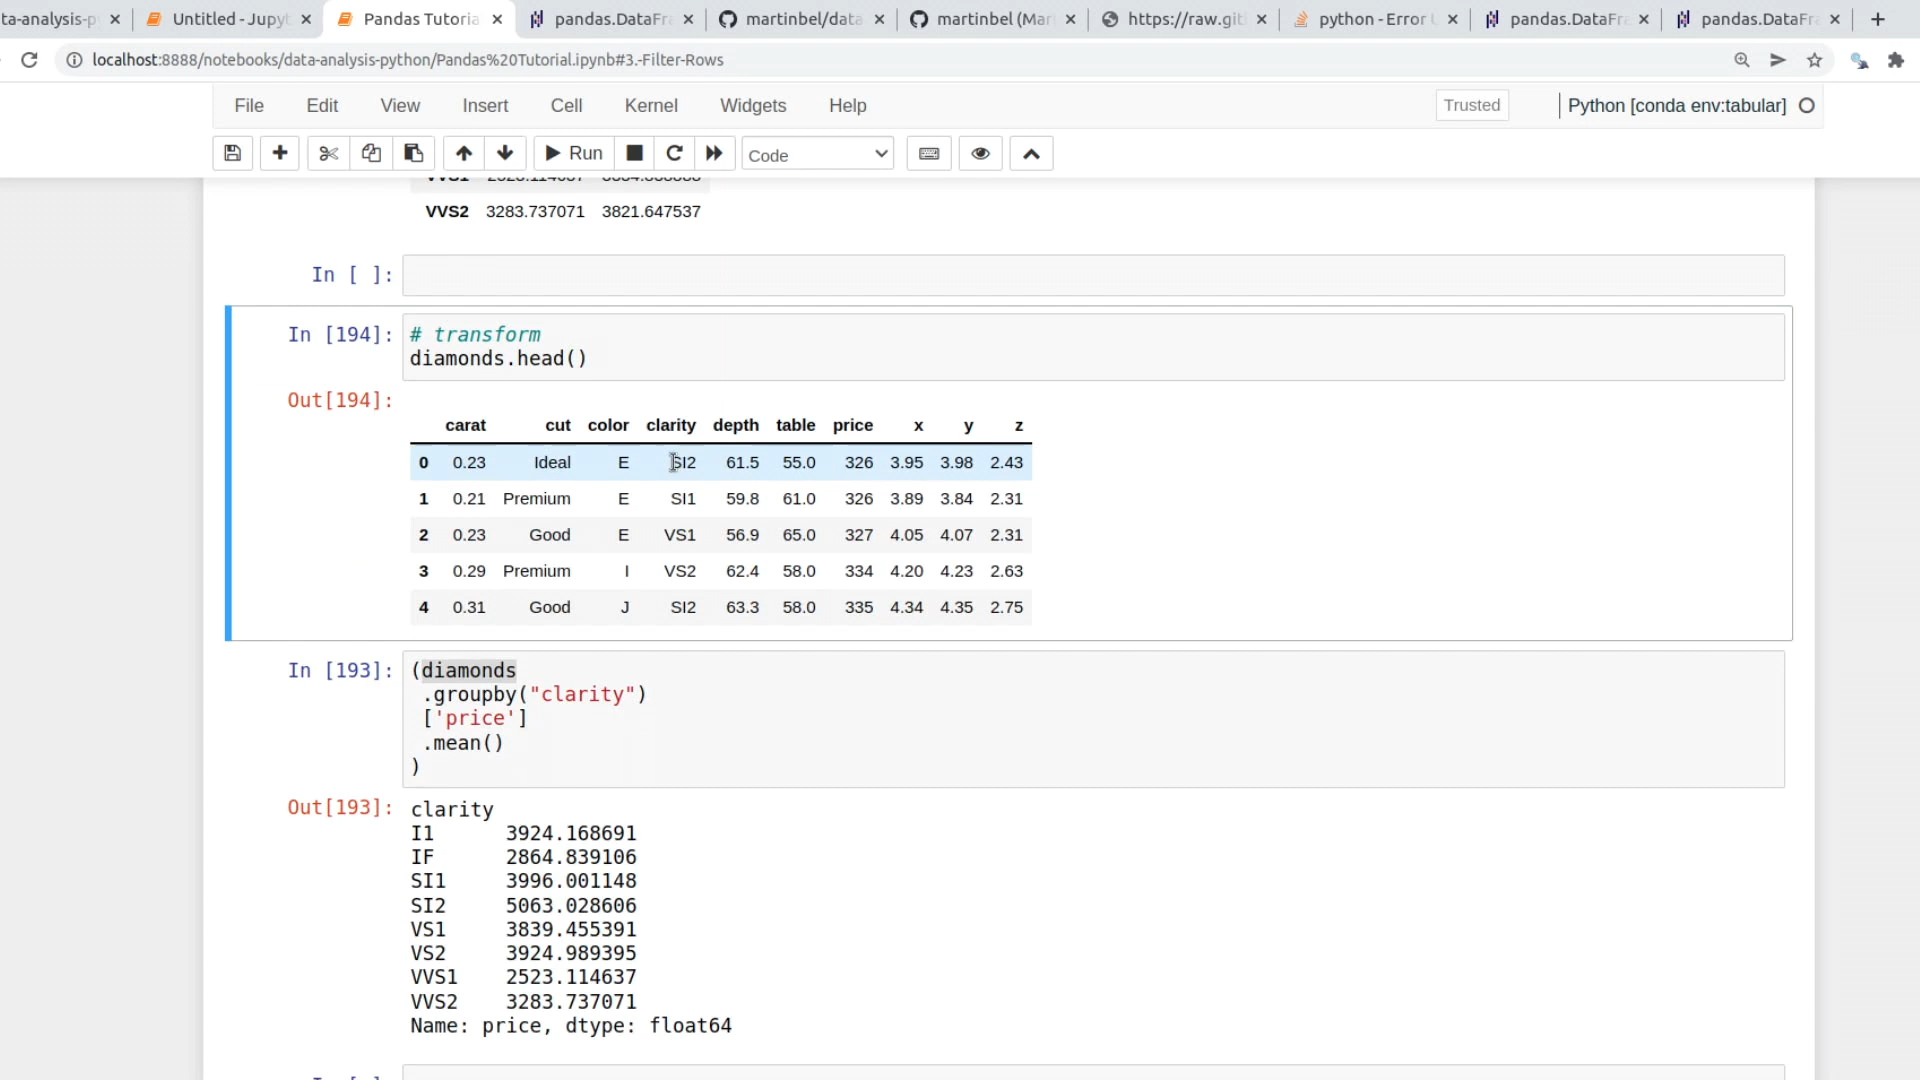 ta-analysis-p
Untitled - Jupyt
Pandas Tutoria
pandas.DataFra
martinbel/data
martinbel (Mar
https://raw.git
python - Error U
pandas.DataFra
pandas.DataFra
localhost:8888/notebooks/data-analysis-python/Pandas%20Tutorial.ipynb#3.-Filter-Rows
File Edit View Insert Cell Kernel Widgets Help Trusted Python [conda env:tabular]
Run Code
VVS1 2523.114637
VVS2 3283.737071 3821.647537
In [ ]:
In [194]: # transform
diamonds.head()
Out[194]:
carat cut color clarity depth table price x y z
0 0.23 Ideal E SI2 61.5 55.0 326 3.95 3.98 2.43
1 0.21 Premium E SI1 59.8 61.0 326 3.89 3.84 2.31
2 0.23 Good E VS1 56.9 65.0 327 4.05 4.07 2.31
3 0.29 Premium I VS2 62.4 58.0 334 4.20 4.23 2.63
4 0.31 Good J SI2 63.3 58.0 335 4.34 4.35 2.75
In [193]: (diamonds
.groupby("clarity")
['price']
.mean()
)
Out[193]: clarity
I1 3924.168691
IF 2864.839106
SI1 3996.001148
SI2 5063.028606
VS1 3839.455391
VS2 3924.989395
VVS1 2523.114637
VVS2 3283.737071
Name: price, dtype: float64